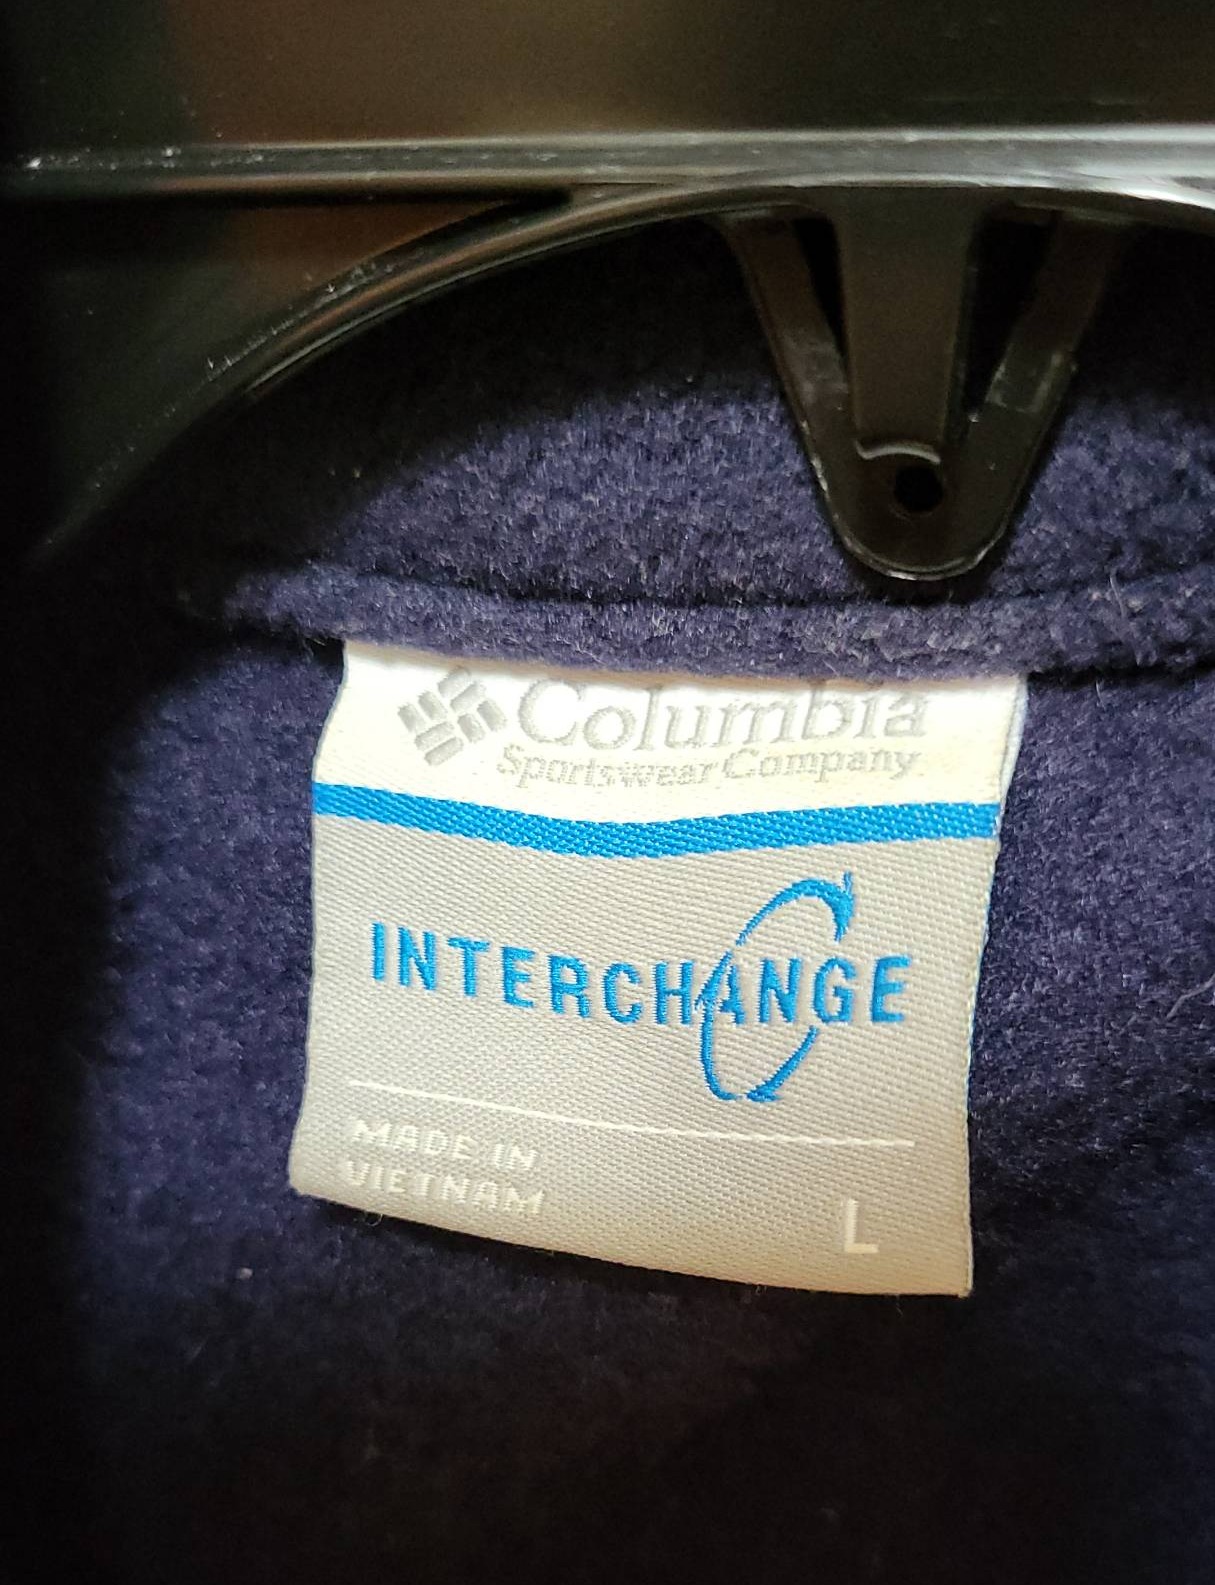 Columbia
Sportswear Company
INTERCHANGE
MADE IN
VIETNAM
L